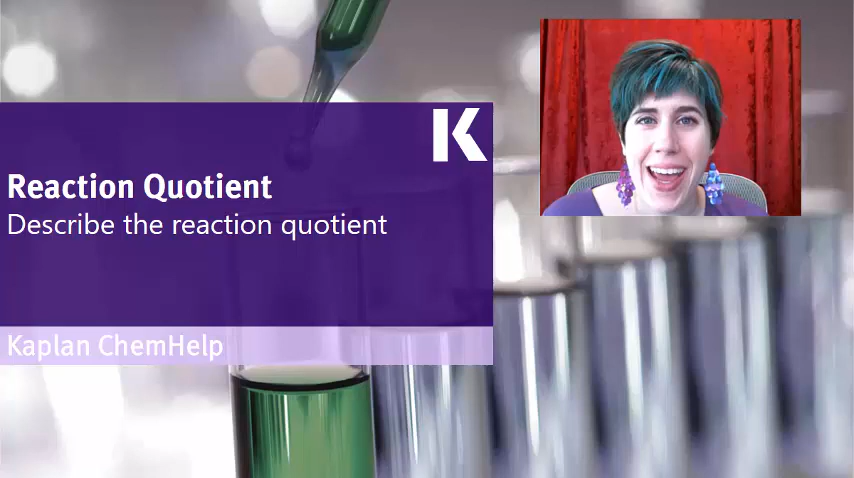 K
Reaction Quotient
Describe the reaction quotient
Kaplan ChemHelp